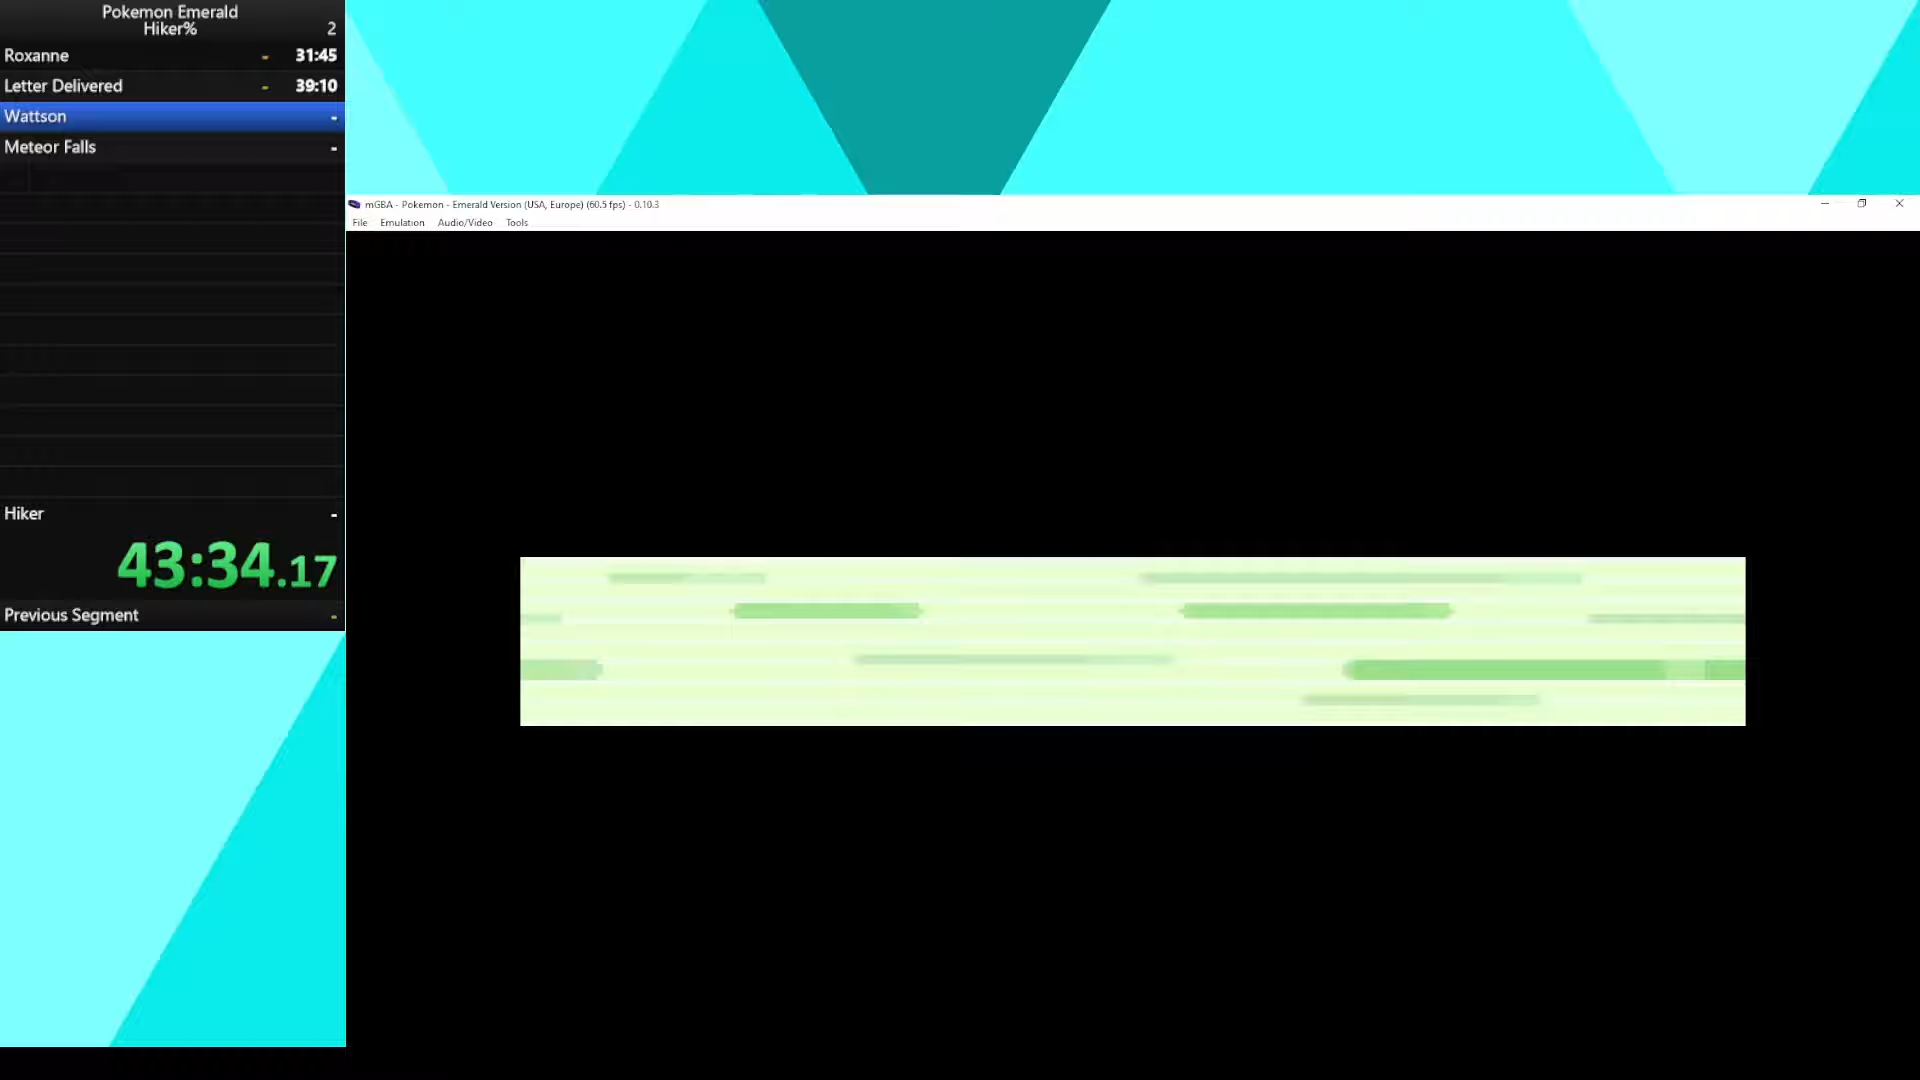 Pokemon Emerald
Hiker%
2
Roxanne - 31:45
Letter Delivered - 39:10
Wattson -
Meteor Falls -
Hiker -
43:34.17
Previous Segment -
mGBA - Pokemon - Emerald Version (USA, Europe) (60.5 fps) - 0.10.3
File Emulation Audio/Video Tools